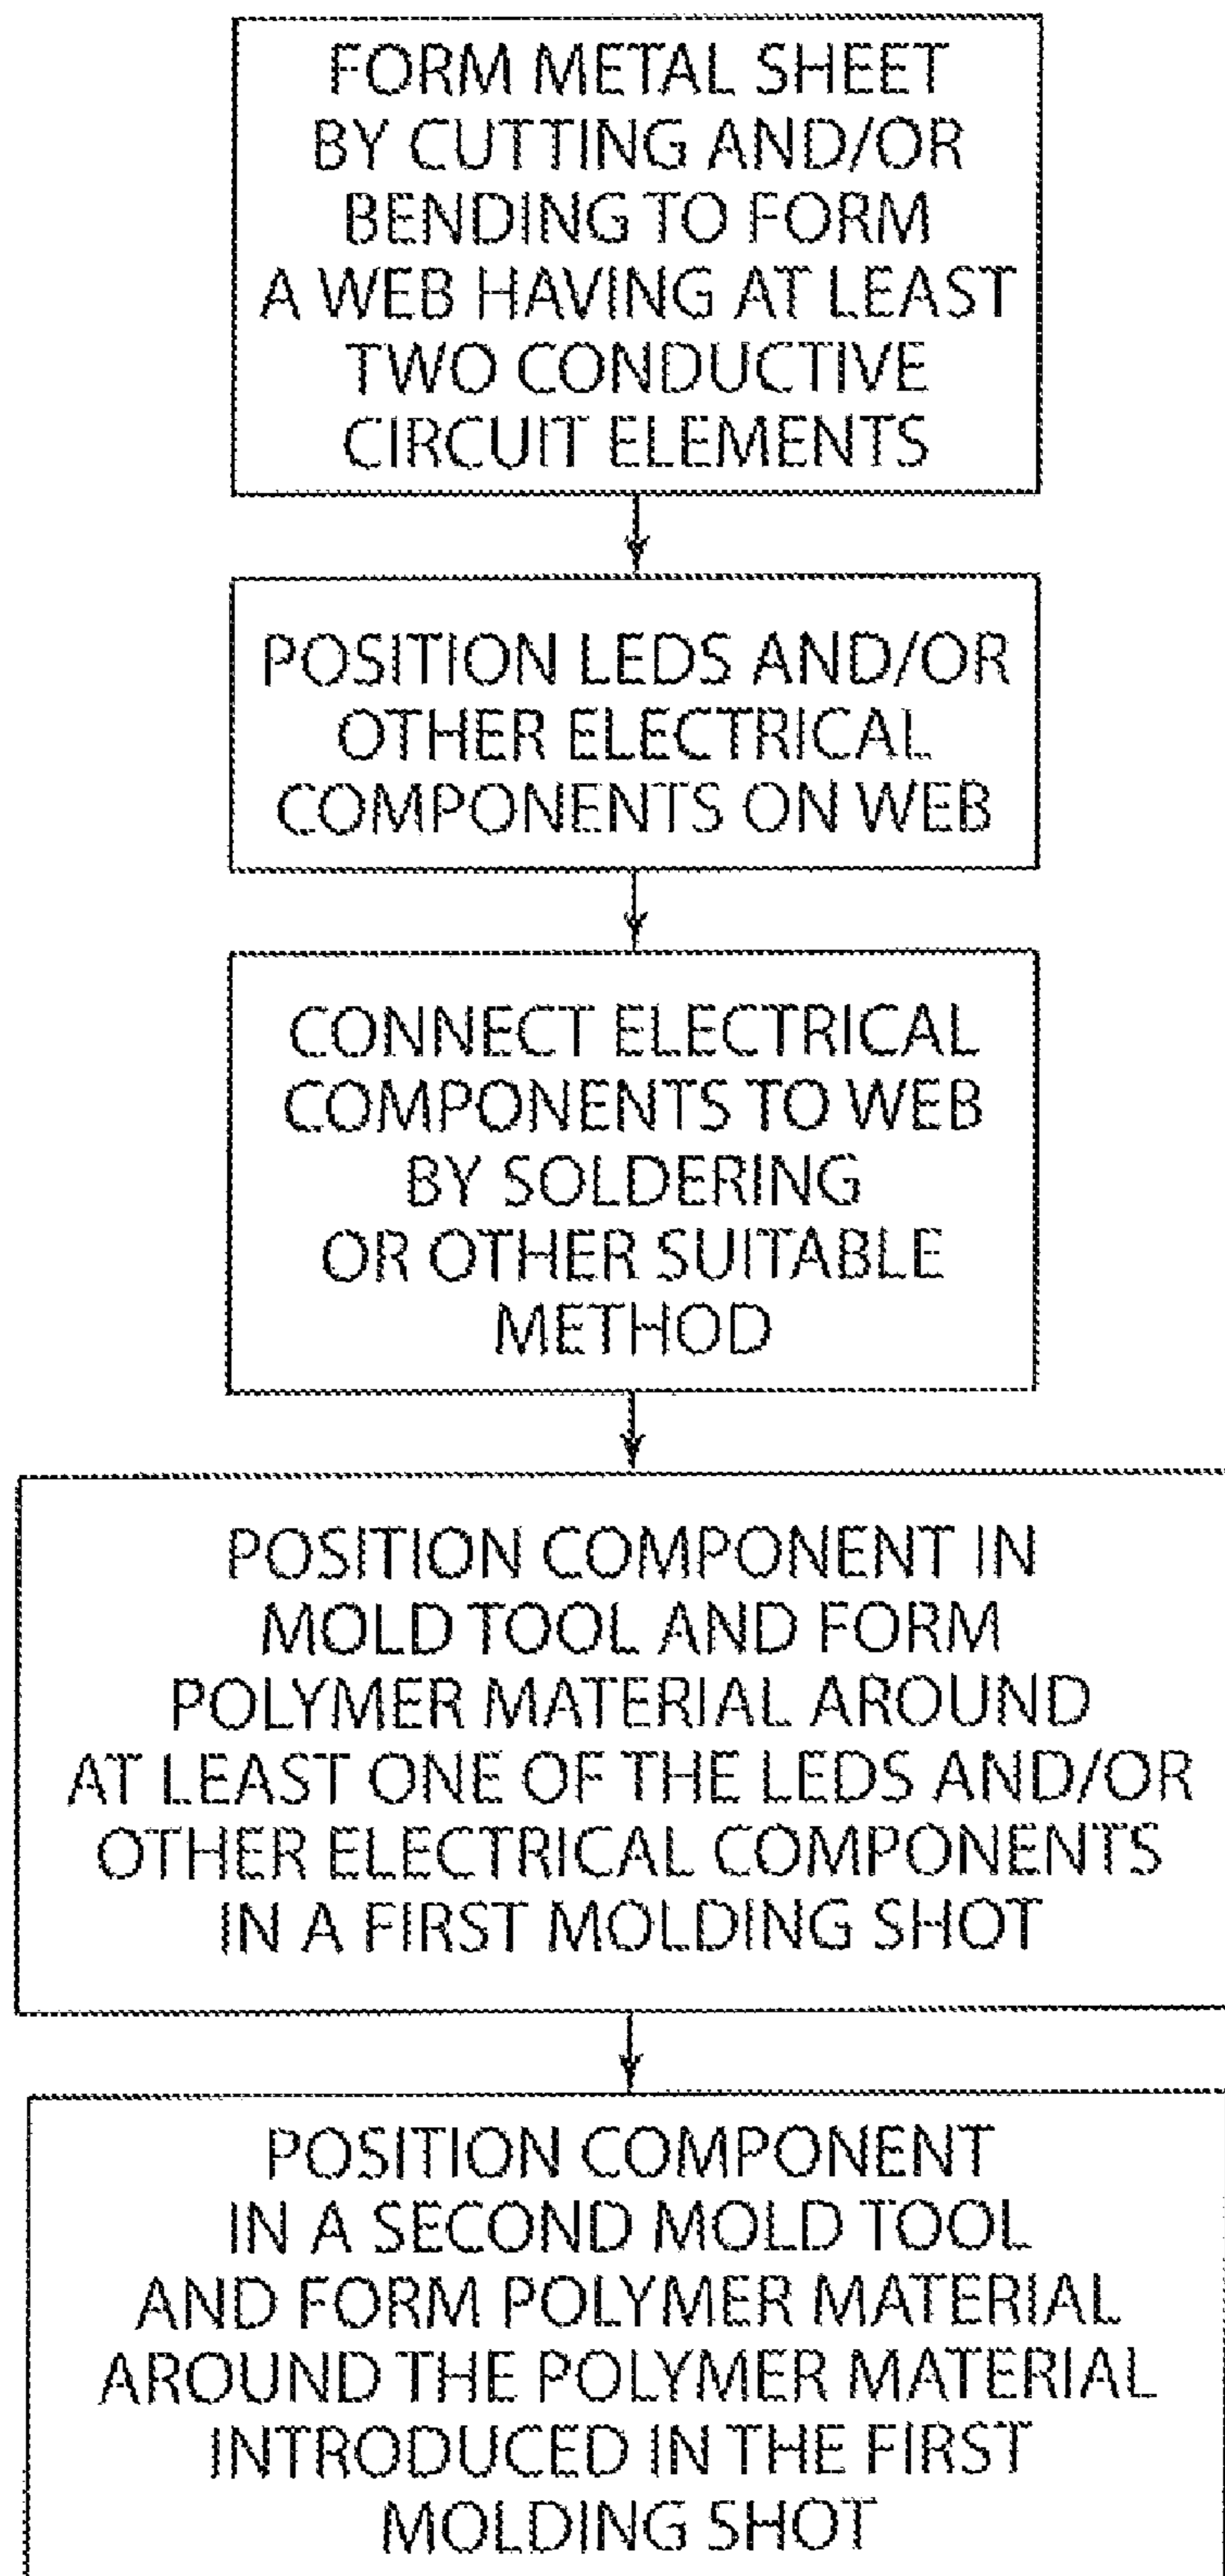 FORM METAL SHEET
BY CUTTING AND/OR
BENDING TO FORM
A WEB HAVING AT LEAST
TWO CONDUCTIVE
CIRCUIT ELEMENTS
POSITION LEDS AND/OR
OTHER ELECTRICAL
COMPONENTS ON WEB
CONNECT ELECTRICAL
COMPONENTS TO WEB
BY SOLDERING
OR OTHER SUITABLE
METHOD
POSITION COMPONENT IN
MOLD TOOL AND FORM
POLYMER MATERIAL AROUND
AT LEAST ONE OF THE LEDS AND/OR
OTHER ELECTRICAL COMPONENTS
IN A FIRST MOLDING SHOT
POSITION COMPONENT
IN A SECOND MOLD TOOL
AND FORM POLYMER MATERIAL
AROUND THE POLYMER MATERIAL
INTRODUCED IN THE FIRST
MOLDING SHOT